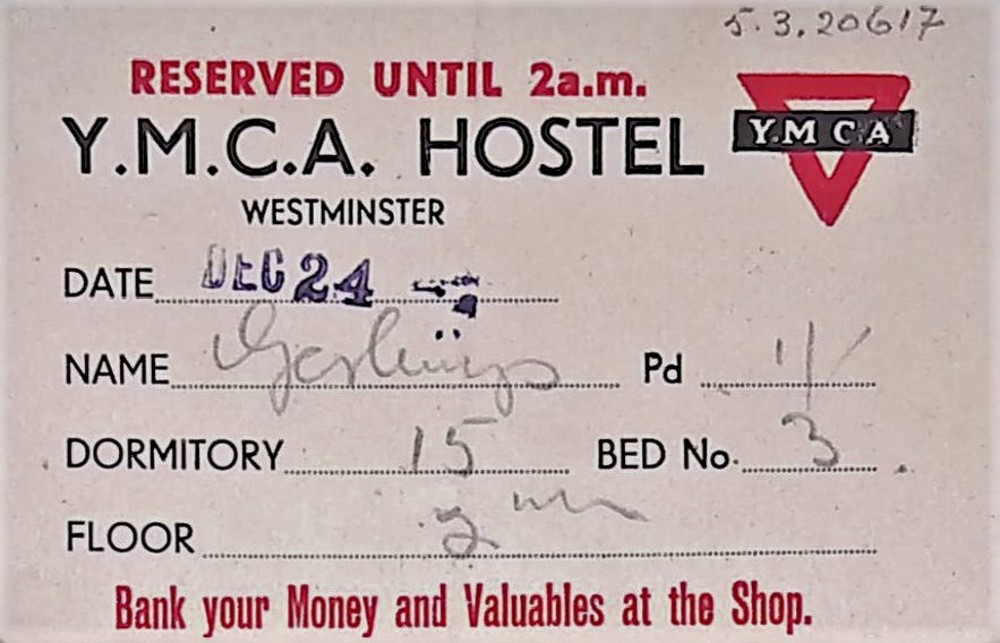 5.3.20617
RESERVED UNTIL 2a.m.
Y.M.C.A. HOSTEL
Y.M.C.A
WESTMINSTER
DATE DEC 24
NAME Pd 1/
DORMITORY 15 BED No. 3
FLOOR 2
Bank your Money and Valuables at the Shop.